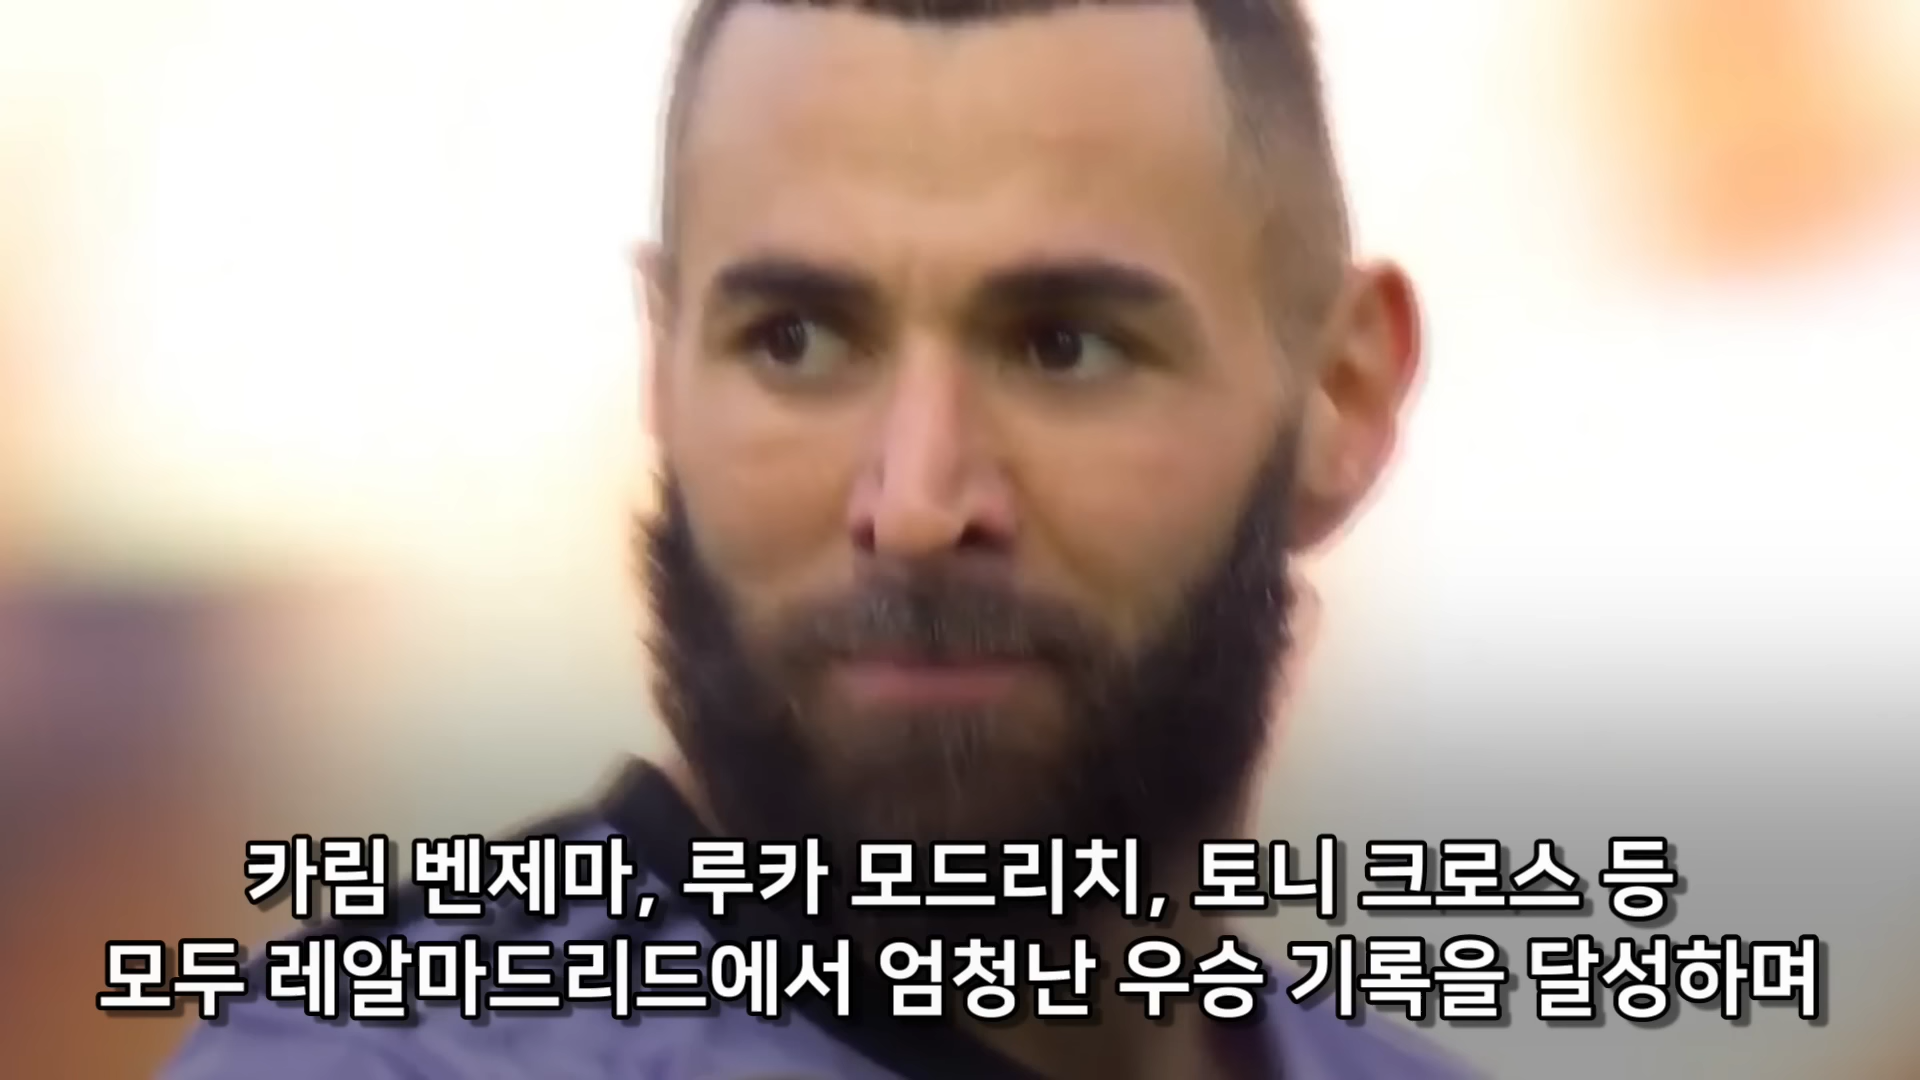 카림 벤제마, 루카 모드리치, 토니 크로스 등
모두 레알마드리드에서 엄청난 우승 기록을 달성하며